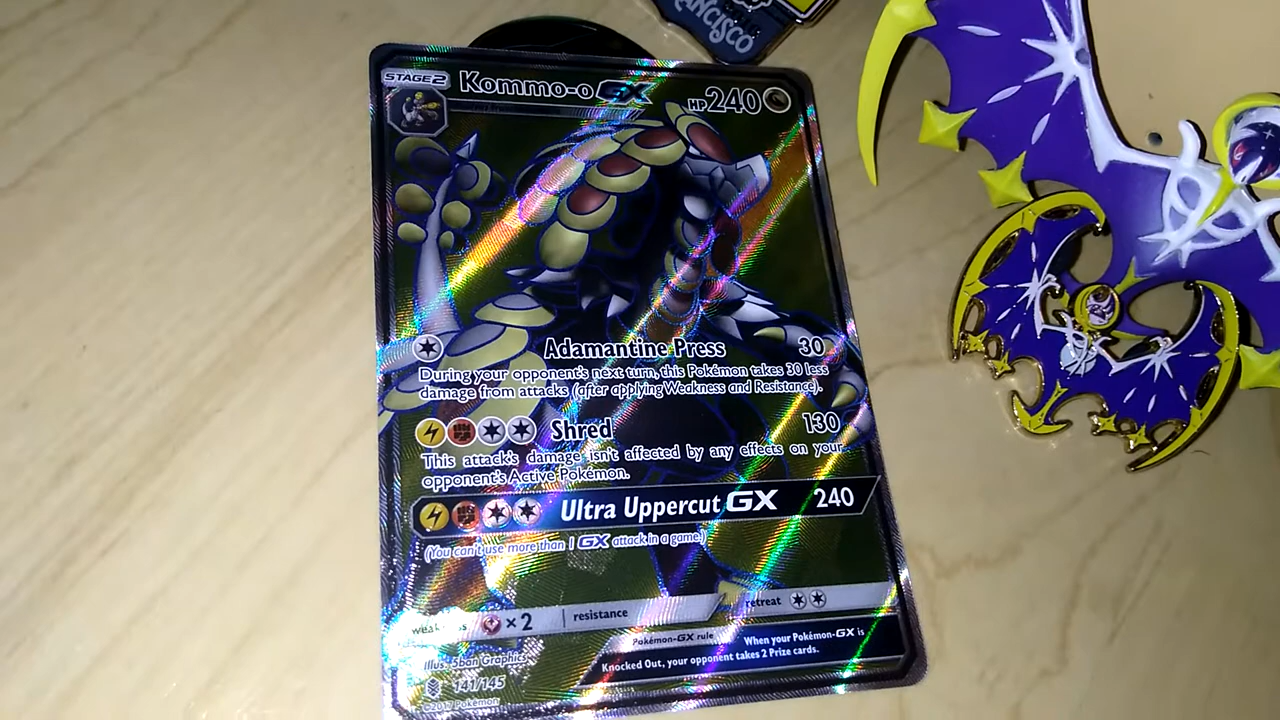 ANCISCO
STAGE2 Kommo-o GX HP240
Adamantine Press 30
During your opponent's next turn, this Pokémon takes 30 less
damage from attacks (after applying Weakness and Resistance).
Shred 130
This attack's damage isn't affected by any effects on your
opponent's Active Pokémon.
Ultra Uppercut GX 240
(You can't use more than 1 GX attack in a game.)
weakness ×2 resistance retreat
Pokémon-GX rule When your Pokémon-GX is
Knocked Out, your opponent takes 2 Prize cards.
Illus. 5ban Graphics
141/145
©2017 Pokémon